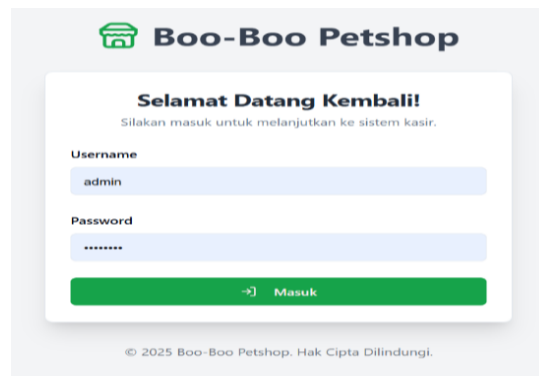 Boo-Boo Petshop
Selamat Datang Kembali!
Silakan masuk untuk melanjutkan ke sistem kasir.
Username
admin
Password
••••••••
Masuk
© 2025 Boo-Boo Petshop. Hak Cipta Dilindungi.